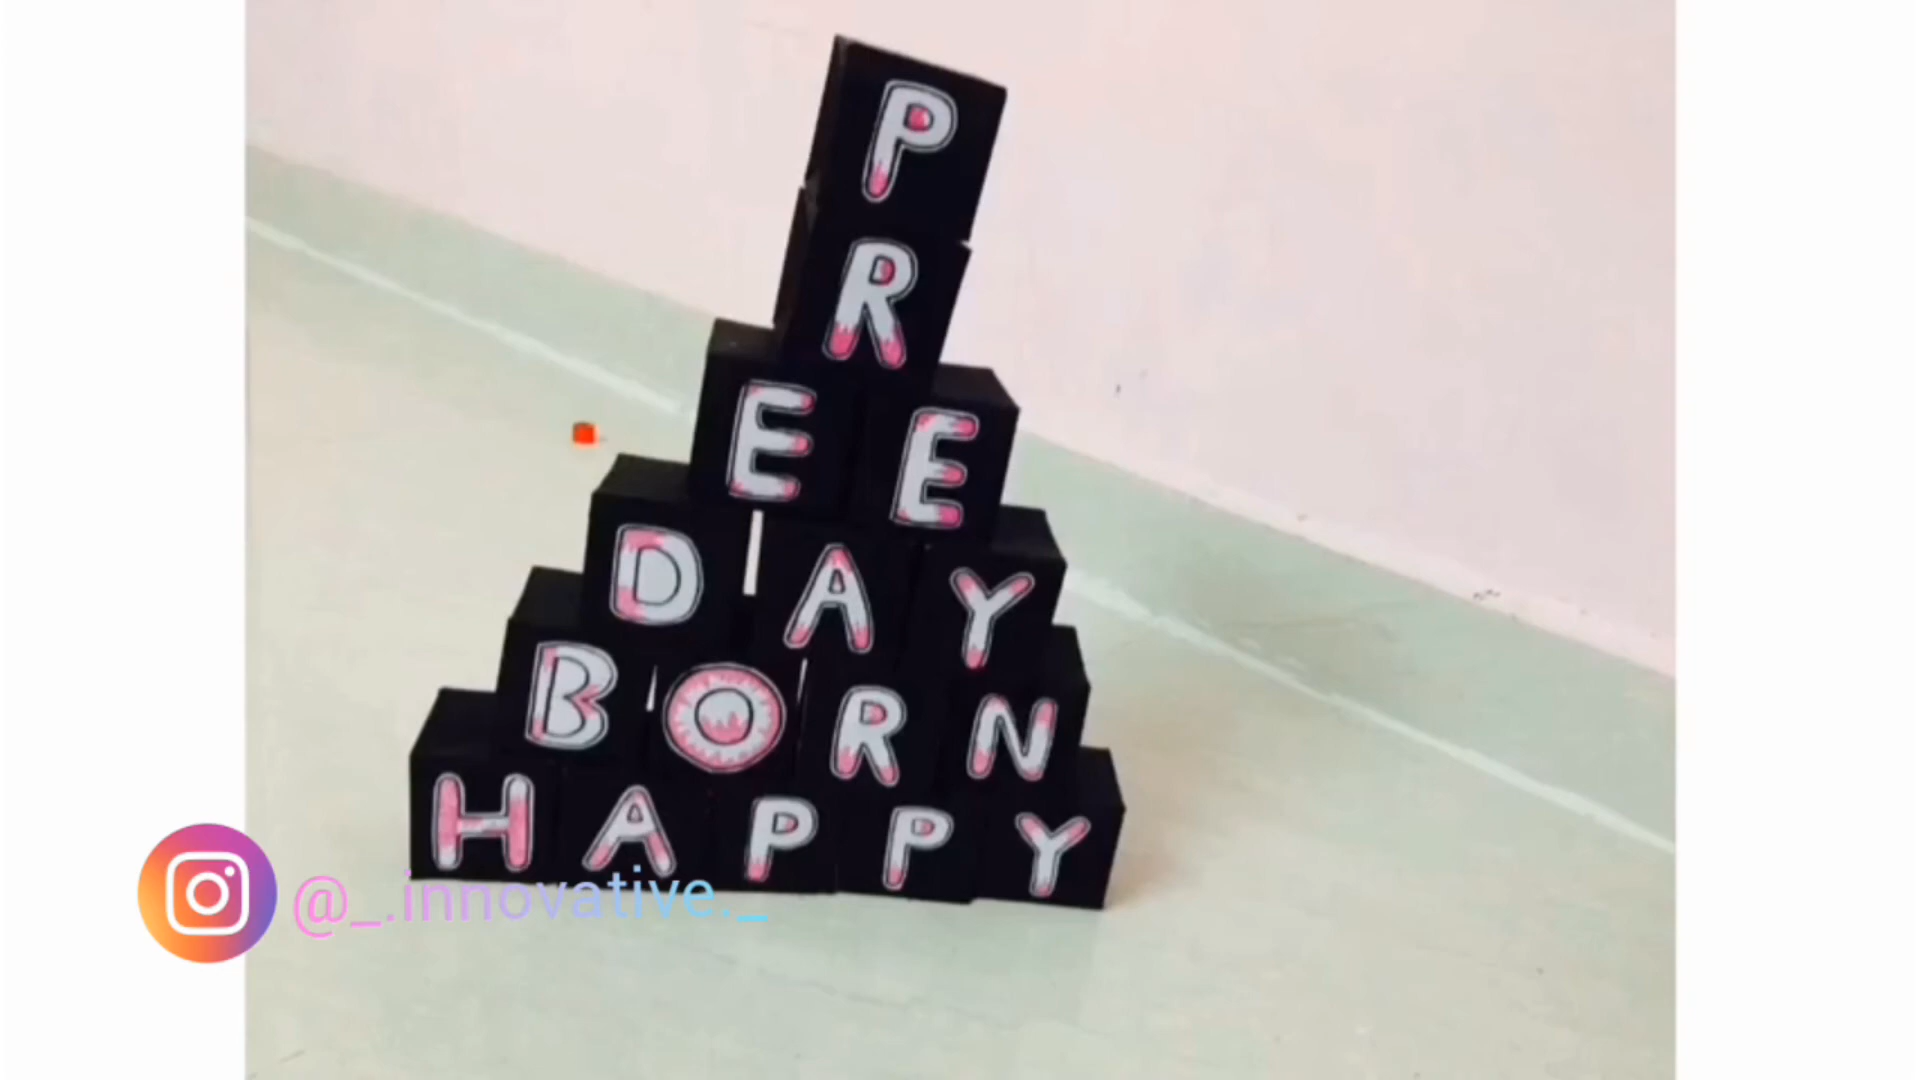 P
R
E E
D A Y
B O R N
H A P P Y
@_.innovative._